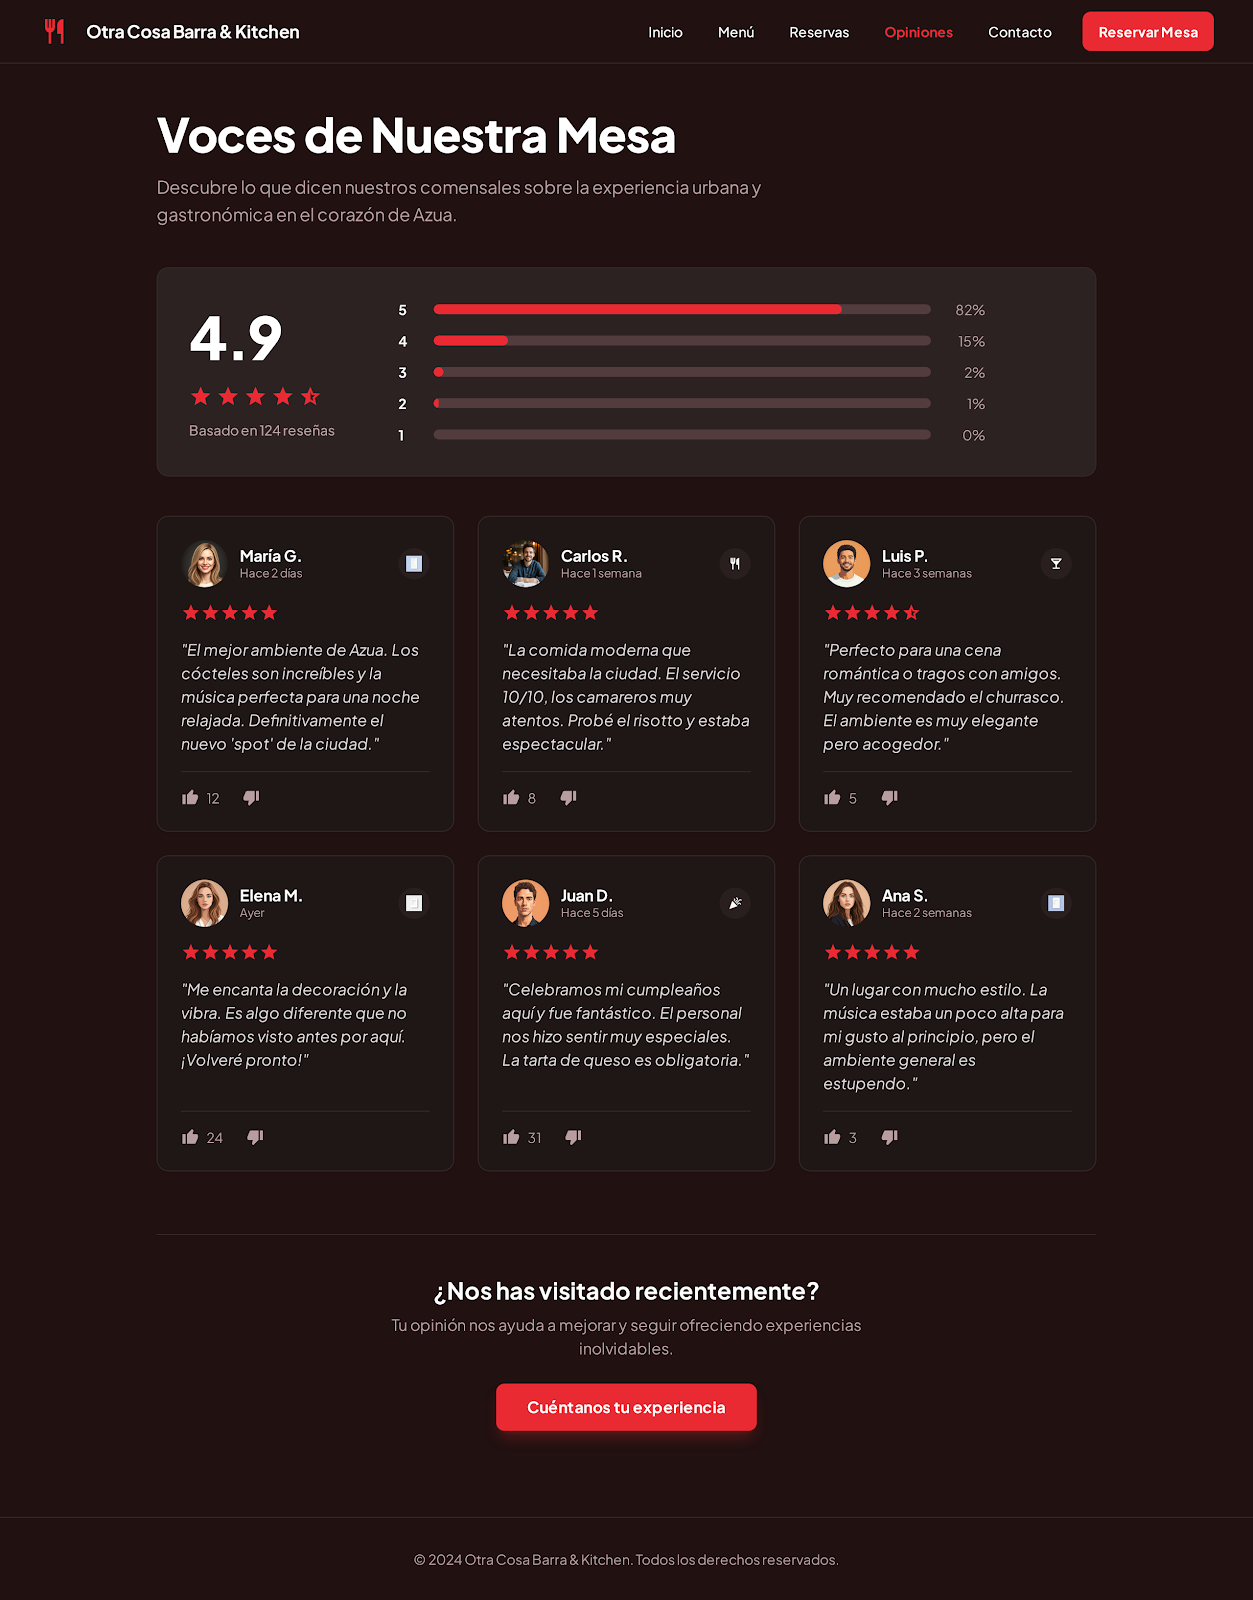 Otra Cosa Barra & Kitchen
Inicio
Menú
Reservas
Opiniones
Contacto
Reservar Mesa
Voces de Nuestra Mesa
Descubre lo que dicen nuestros comensales sobre la experiencia urbana y
gastronómica en el corazón de Azua.
4.9
Basado en 124 reseñas
5 82%
4 15%
3 2%
2 1%
1 0%
María G.
Hace 2 días
"El mejor ambiente de Azua. Los
cócteles son increíbles y la
música perfecta para una noche
relajada. Definitivamente el
nuevo 'spot' de la ciudad."
12
Carlos R.
Hace 1 semana
"La comida moderna que
necesitaba la ciudad. El servicio
10/10, los camareros muy
atentos. Probé el risotto y estaba
espectacular."
8
Luis P.
Hace 3 semanas
"Perfecto para una cena
romántica o tragos con amigos.
Muy recomendado el churrasco.
El ambiente es muy elegante
pero acogedor."
5
Elena M.
Ayer
"Me encanta la decoración y la
vibra. Es algo diferente que no
habíamos visto antes por aquí.
¡Volveré pronto!"
24
Juan D.
Hace 5 días
"Celebramos mi cumpleaños
aquí y fue fantástico. El personal
nos hizo sentir muy especiales.
La tarta de queso es obligatoria."
31
Ana S.
Hace 2 semanas
"Un lugar con mucho estilo. La
música estaba un poco alta para
mi gusto al principio, pero el
ambiente general es
estupendo."
3
¿Nos has visitado recientemente?
Tu opinión nos ayuda a mejorar y seguir ofreciendo experiencias
inolvidables.
Cuéntanos tu experiencia
© 2024 Otra Cosa Barra & Kitchen. Todos los derechos reservados.